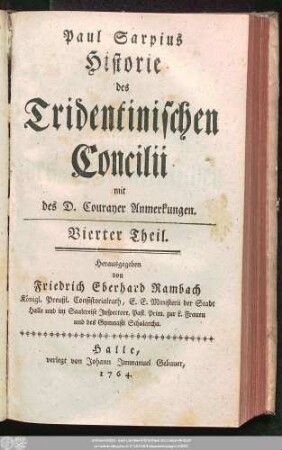 Paul Sarpius
Historie
des
Tridentinischen
Concilii
mit
des D. Courayer Anmerkungen.
Vierter Theil.
Herausgegeben
von
Friedrich Eberhard Rambach
Königl. Preußl. Consistorialrath, E. E. Ministerii der Stadt
Halle und im Saalcreise Inspectore, Past. Prim. zur L. Frauen
und des Gymnasii Scholarcha.
Halle,
verlegt von Johann Immanuel Gebauer,
1764.